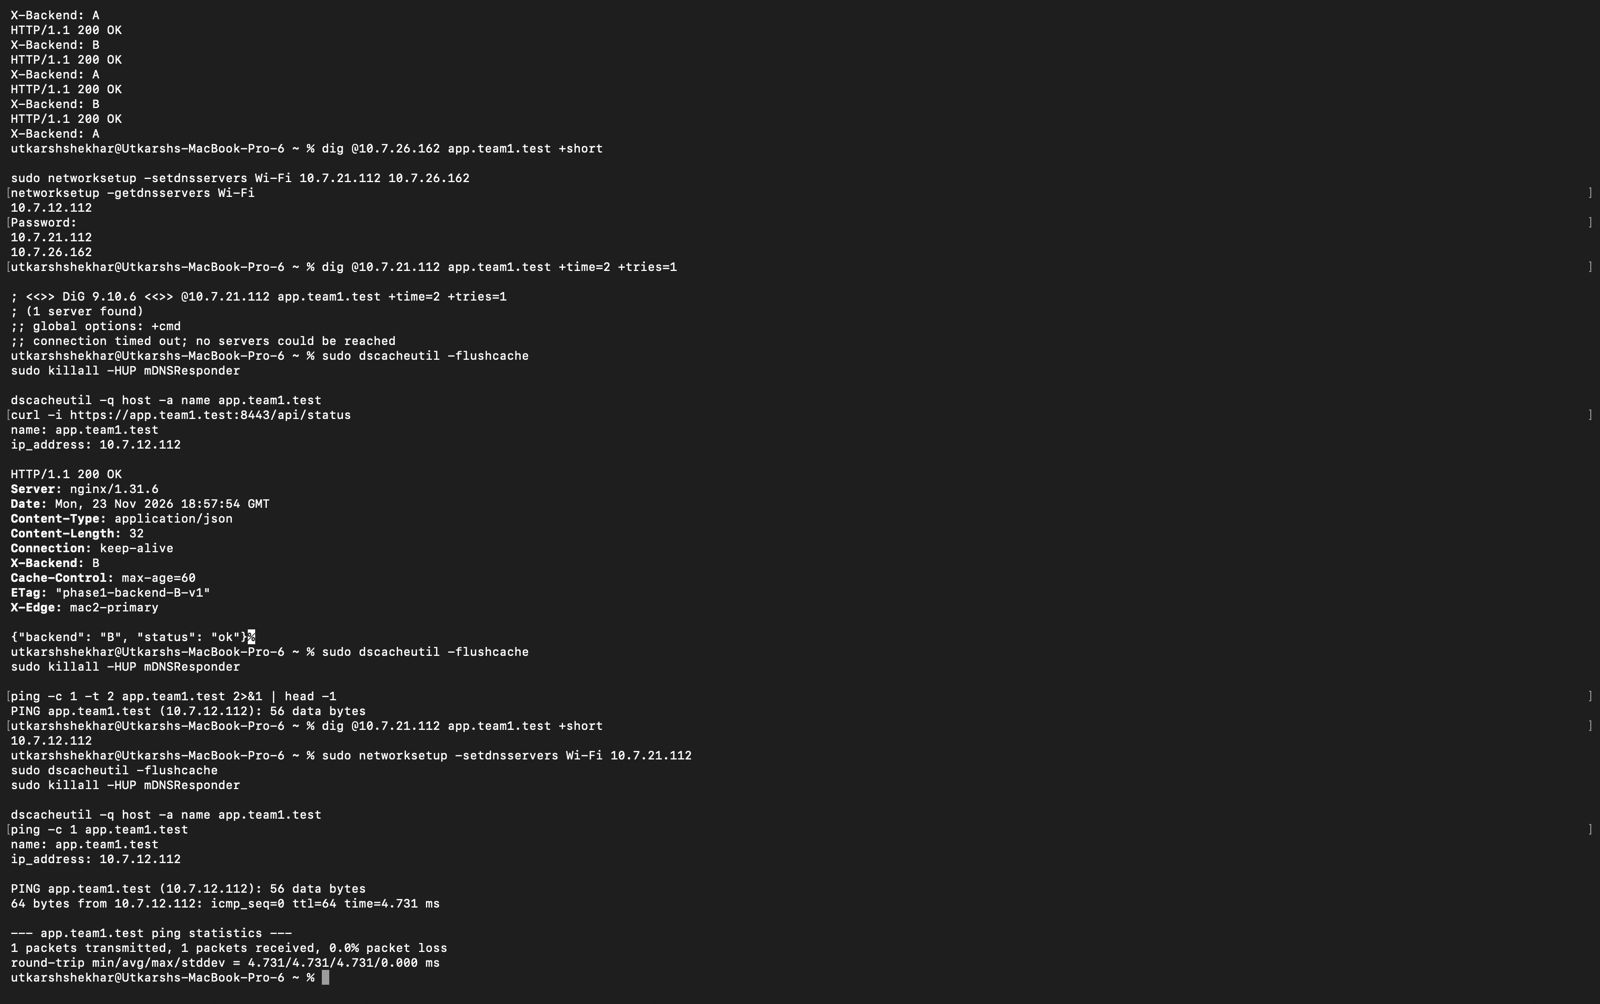 X-Backend: A
HTTP/1.1 200 OK
X-Backend: B
HTTP/1.1 200 OK
X-Backend: A
HTTP/1.1 200 OK
X-Backend: B
HTTP/1.1 200 OK
X-Backend: A
utkarshshekhar@Utkarshs-MacBook-Pro-6 ~ % dig @10.7.26.162 app.team1.test +short
sudo networksetup -setdnsservers Wi-Fi 10.7.21.112 10.7.26.162
[networksetup -getdnsservers Wi-Fi ]
10.7.12.112
[Password: ]
10.7.21.112
10.7.26.162
[utkarshshekhar@Utkarshs-MacBook-Pro-6 ~ % dig @10.7.21.112 app.team1.test +time=2 +tries=1 ]
; <<>> DiG 9.10.6 <<>> @10.7.21.112 app.team1.test +time=2 +tries=1
; (1 server found)
;; global options: +cmd
;; connection timed out; no servers could be reached
utkarshshekhar@Utkarshs-MacBook-Pro-6 ~ % sudo dscacheutil -flushcache
sudo killall -HUP mDNSResponder
dscacheutil -q host -a name app.team1.test
[curl -i https://app.team1.test:8443/api/status ]
name: app.team1.test
ip_address: 10.7.12.112
HTTP/1.1 200 OK
Server: nginx/1.31.6
Date: Mon, 23 Nov 2026 18:57:54 GMT
Content-Type: application/json
Content-Length: 32
Connection: keep-alive
X-Backend: B
Cache-Control: max-age=60
ETag: "phase1-backend-B-v1"
X-Edge: mac2-primary
{"backend": "B", "status": "ok"}%
utkarshshekhar@Utkarshs-MacBook-Pro-6 ~ % sudo dscacheutil -flushcache
sudo killall -HUP mDNSResponder
[ping -c 1 -t 2 app.team1.test 2>&1 | head -1 ]
PING app.team1.test (10.7.12.112): 56 data bytes
[utkarshshekhar@Utkarshs-MacBook-Pro-6 ~ % dig @10.7.21.112 app.team1.test +short ]
10.7.12.112
utkarshshekhar@Utkarshs-MacBook-Pro-6 ~ % sudo networksetup -setdnsservers Wi-Fi 10.7.21.112
sudo dscacheutil -flushcache
sudo killall -HUP mDNSResponder
dscacheutil -q host -a name app.team1.test
[ping -c 1 app.team1.test ]
name: app.team1.test
ip_address: 10.7.12.112
PING app.team1.test (10.7.12.112): 56 data bytes
64 bytes from 10.7.12.112: icmp_seq=0 ttl=64 time=4.731 ms
--- app.team1.test ping statistics ---
1 packets transmitted, 1 packets received, 0.0% packet loss
round-trip min/avg/max/stddev = 4.731/4.731/4.731/0.000 ms
utkarshshekhar@Utkarshs-MacBook-Pro-6 ~ %